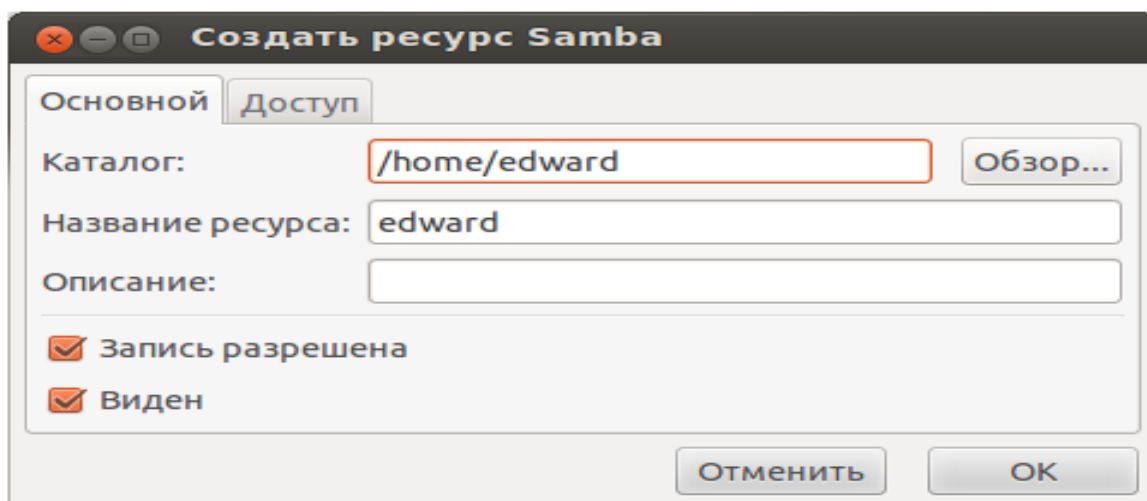 Создать ресурс Samba
Основной Доступ
Каталог: /home/edward Обзор...
Название ресурса: edward
Описание:
Запись разрешена
Виден
Отменить OK